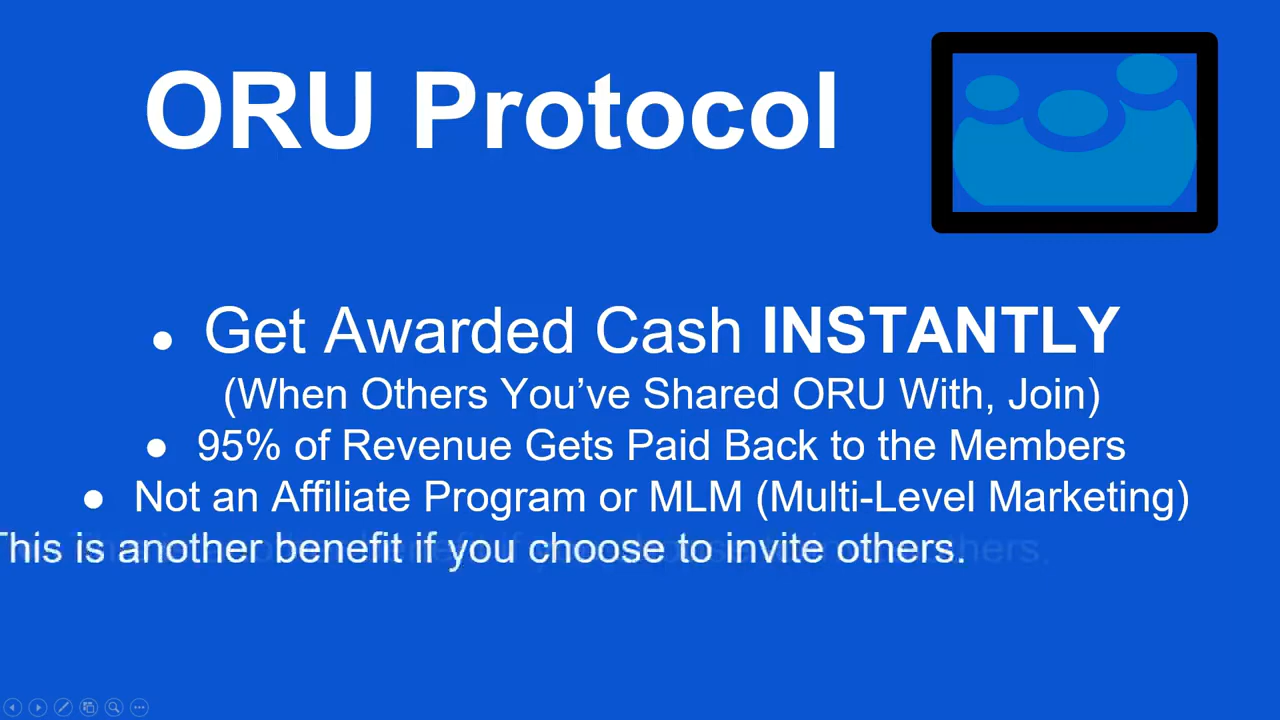 ORU Protocol
● Get Awarded Cash INSTANTLY
(When Others You’ve Shared ORU With, Join)
● 95% of Revenue Gets Paid Back to the Members
● Not an Affiliate Program or MLM (Multi-Level Marketing)
This is another benefit if you choose to invite others.